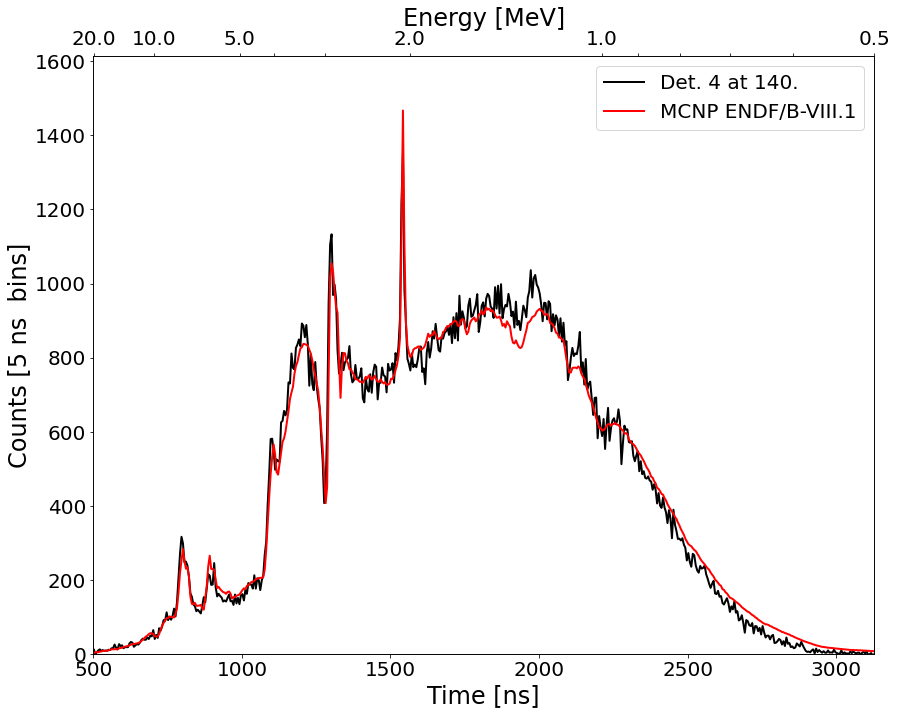 Energy [MeV]
20.0 10.0 5.0 2.0 1.0 0.5
Det. 4 at 140.
MCNP ENDF/B-VIII.1
Counts [5 ns  bins]
1600
1400
1200
1000
800
600
400
200
0
500 1000 1500 2000 2500 3000
Time [ns]